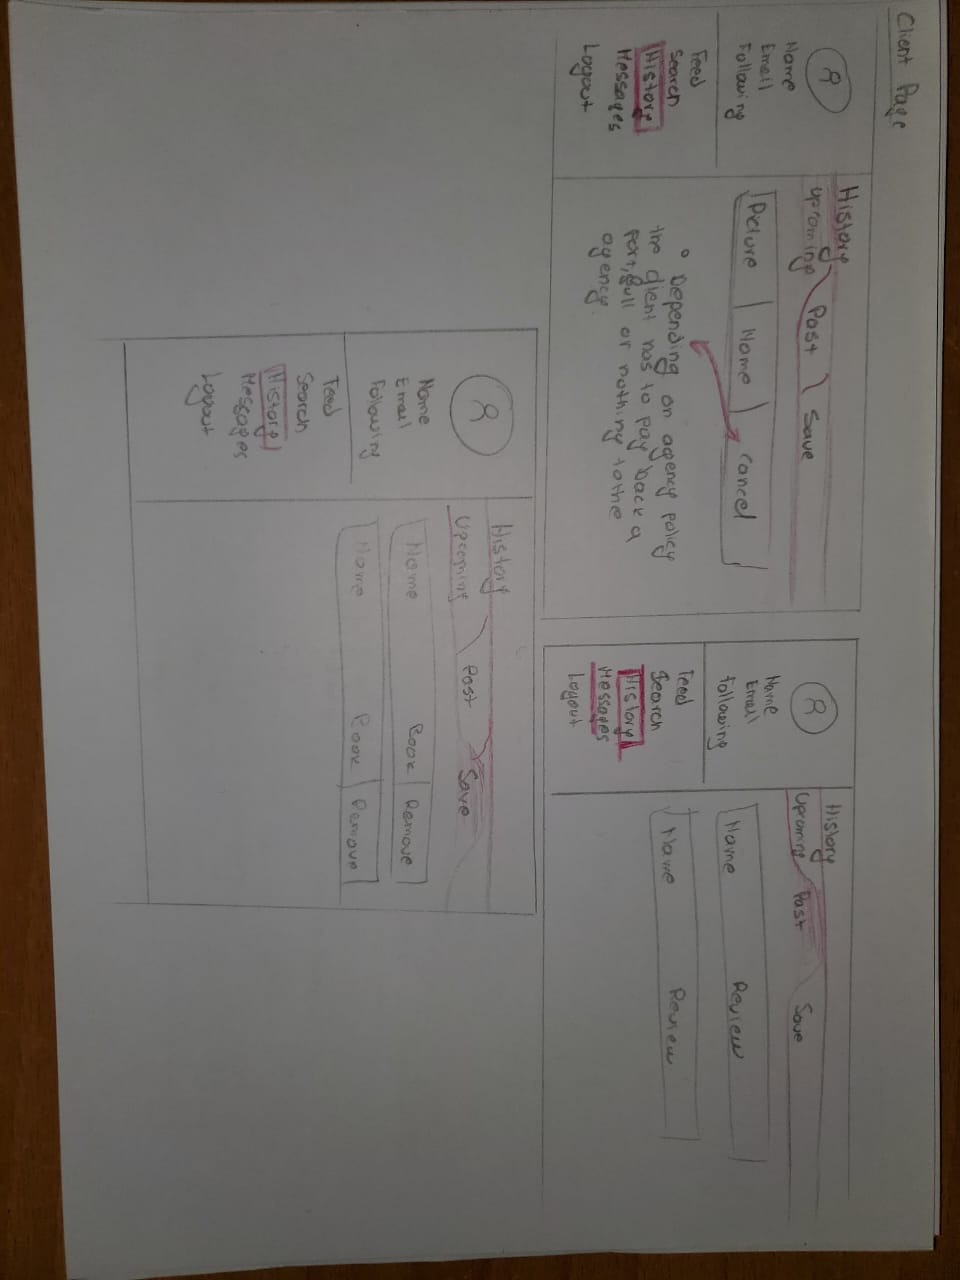 Client Page
Name
Email
Following
Feed
Search
History
Messages
Logout
History
Upcoming Past Save
Picture Name Cancel
• Depending on agency policy
the client has to pay back a
part, full or nothing to the
agency.
Name
Email
Following
Feed
Search
History
Messages
Logout
History
Upcoming Past Save
Name Review
Name Review
Name
Email
Following
Feed
Search
History
Messages
Logout
History
Upcoming Past Save
Name Book Remove
Name Book Remove